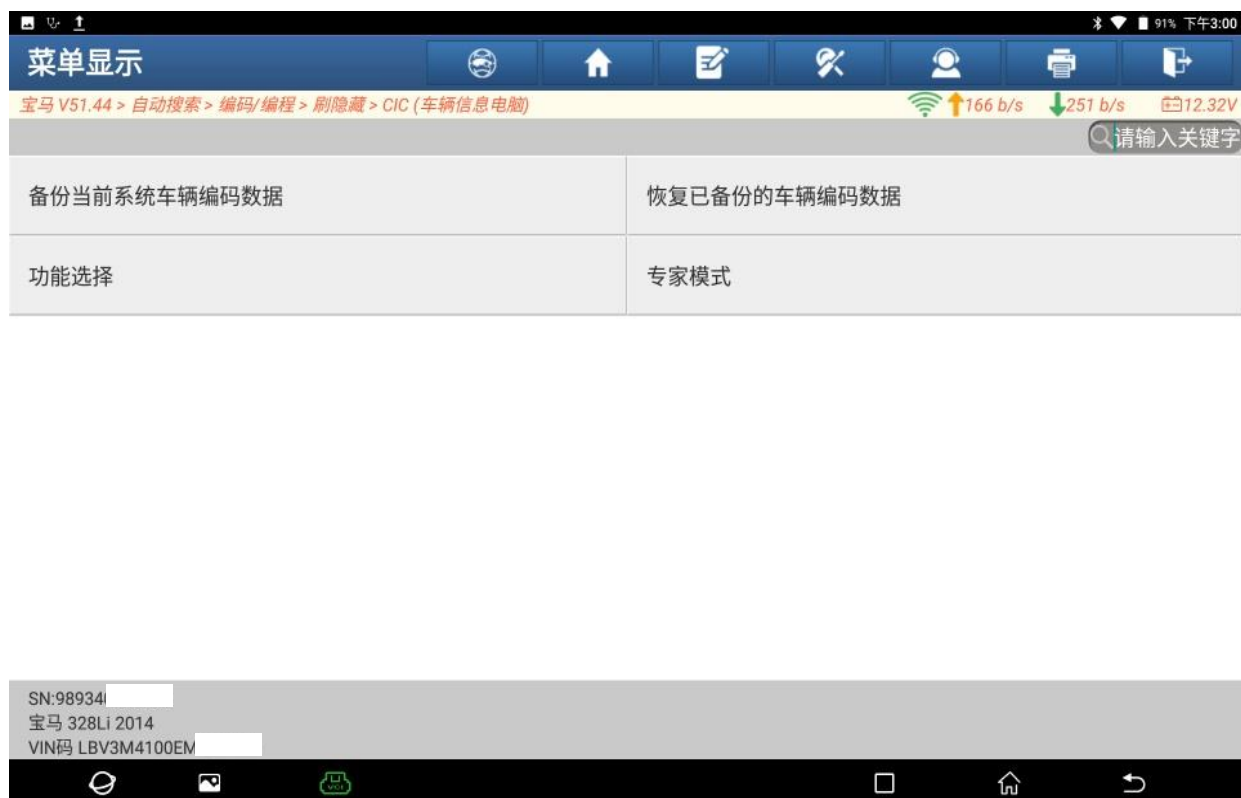 91% 下午3:00
菜单显示
宝马 V51.44 > 自动搜索 > 编码/编程 > 刷隐藏 > CIC (车辆信息电脑)
166 b/s 251 b/s 12.32V
请输入关键字
备份当前系统车辆编码数据
恢复已备份的车辆编码数据
功能选择
专家模式
SN:98934
宝马 328Li 2014
VIN码 LBV3M4100EM
VCI